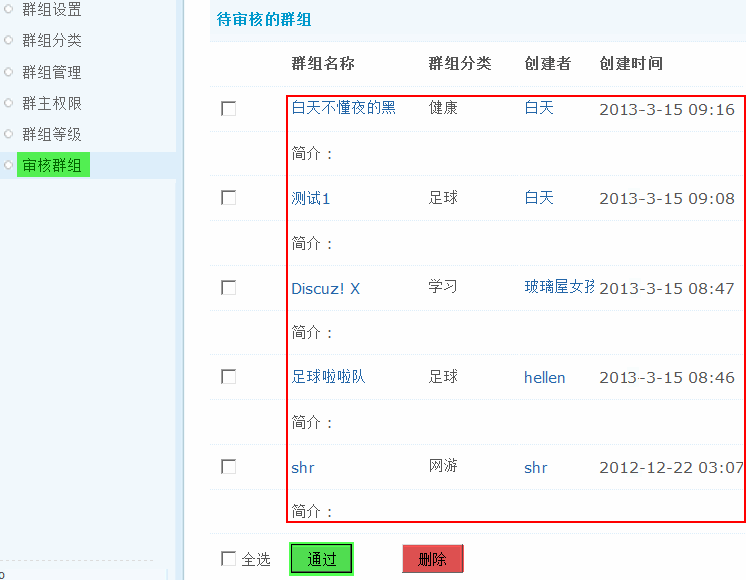 群组设置
群组分类
群组管理
群主权限
群组等级
审核群组
待审核的群组
群组名称 群组分类 创建者 创建时间
白天不懂夜的黑 健康 白天 2013-3-15 09:16
简介：
测试1 足球 白天 2013-3-15 09:08
简介：
Discuz! X 学习 玻璃屋女孩 2013-3-15 08:47
简介：
足球啦啦队 足球 hellen 2013-3-15 08:46
简介：
shr 网游 shr 2012-12-22 03:07
简介：
全选 通过 删除